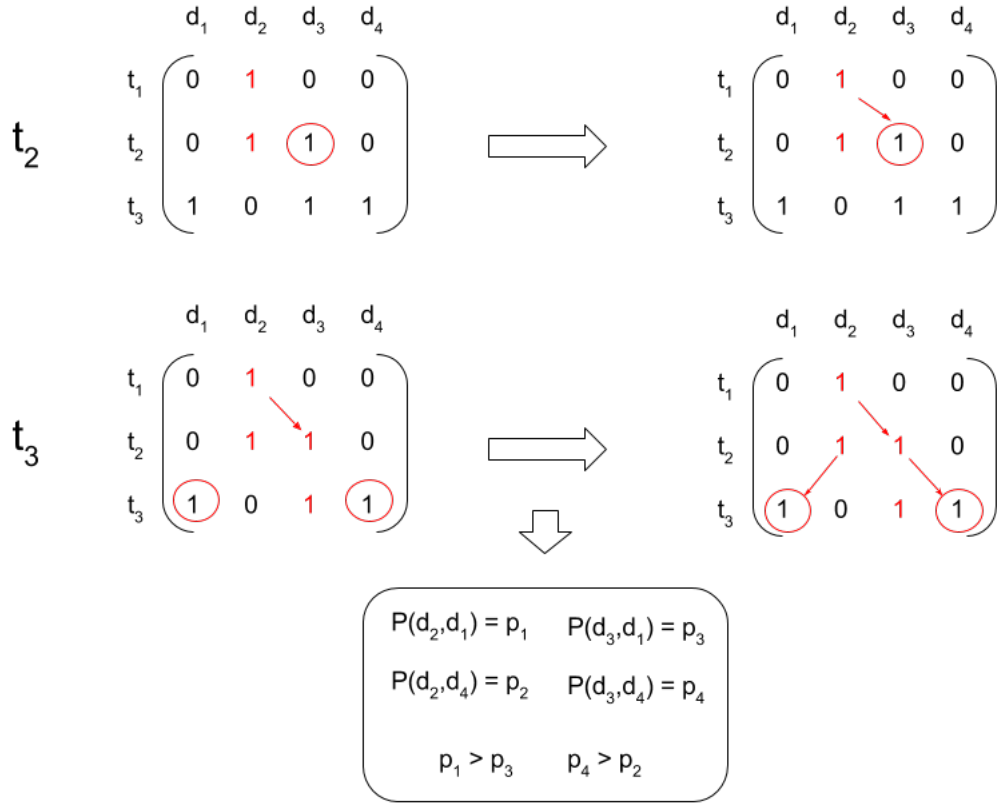 d₁ d₂ d₃ d₄ d₁ d₂ d₃ d₄
t₁ 0 1 0 0 t₁ 0 1 0 0
t₂ t₂ 0 1 1 0 t₂ 0 1 1 0
t₃ 1 0 1 1 t₃ 1 0 1 1
d₁ d₂ d₃ d₄ d₁ d₂ d₃ d₄
t₁ 0 1 0 0 t₁ 0 1 0 0
t₃ t₂ 0 1 1 0 t₂ 0 1 1 0
t₃ 1 0 1 1 t₃ 1 0 1 1
P(d₂,d₁) = p₁ P(d₃,d₁) = p₃
P(d₂,d₄) = p₂ P(d₃,d₄) = p₄
p₁ > p₃ p₄ > p₂